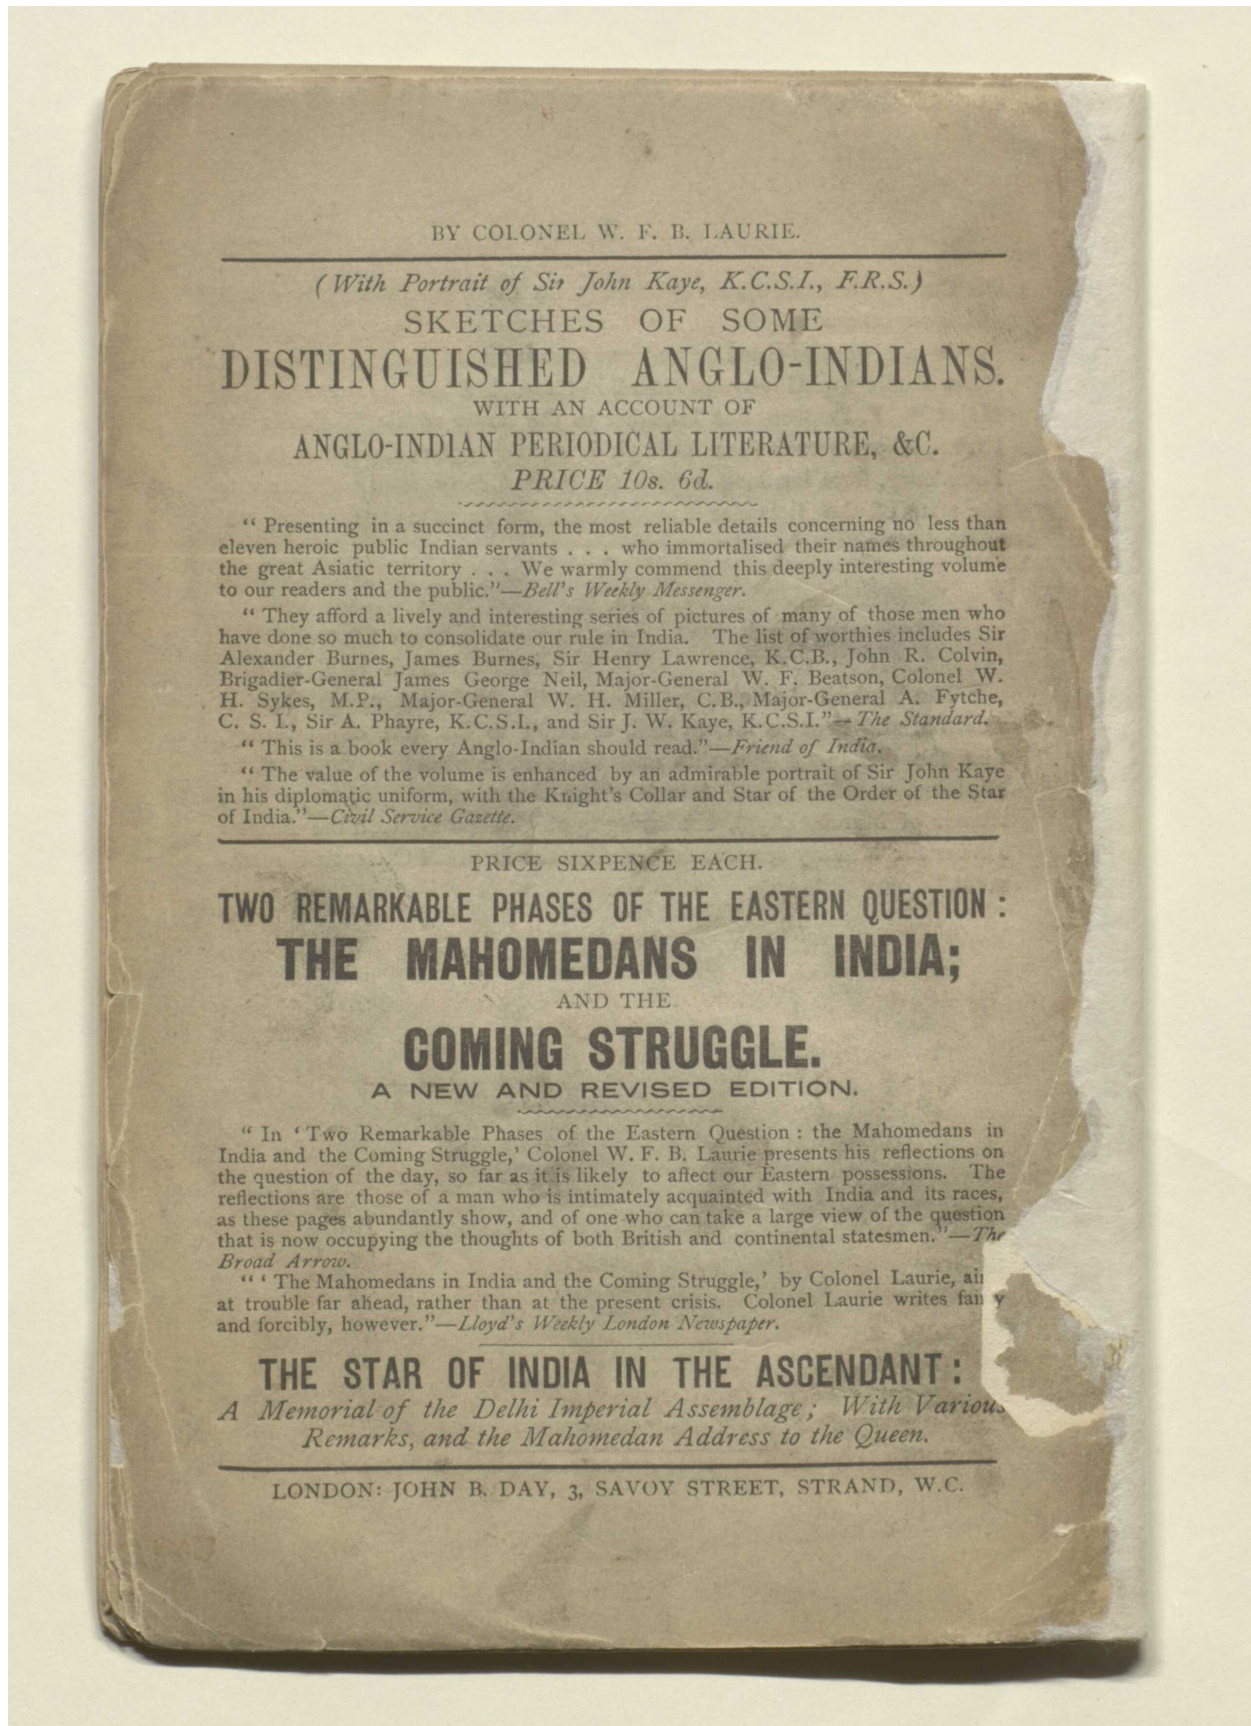 BY COLONEL W. F. B. LAURIE.
(With Portrait of Sir John Kaye, K.C.S.I., F.R.S.)
SKETCHES OF SOME
DISTINGUISHED ANGLO-INDIANS.
WITH AN ACCOUNT OF
ANGLO-INDIAN PERIODICAL LITERATURE, &C.
PRICE 10s. 6d.
“ Presenting in a succinct form, the most reliable details concerning no less than
eleven heroic public Indian servants . . . who immortalised their names throughout
the great Asiatic territory . . . We warmly commend this deeply interesting volume
to our readers and the public.”—Bell's Weekly Messenger.
“ They afford a lively and interesting series of pictures of many of those men who
have done so much to consolidate our rule in India. The list of worthies includes Sir
Alexander Burnes, James Burnes, Sir Henry Lawrence, K.C.B., John R. Colvin,
Brigadier-General James George Neil, Major-General W. F. Beatson, Colonel W.
H. Sykes, M.P., Major-General W. H. Miller, C.B., Major-General A. Fytche,
C. S. I., Sir A. Phayre, K.C.S.I., and Sir J. W. Kaye, K.C.S.I.”—The Standard.
“ This is a book every Anglo-Indian should read.”—Friend of India.
“ The value of the volume is enhanced by an admirable portrait of Sir John Kaye
in his diplomatic uniform, with the Knight's Collar and Star of the Order of the Star
of India.”—Civil Service Gazette.
PRICE SIXPENCE EACH.
TWO REMARKABLE PHASES OF THE EASTERN QUESTION :
THE MAHOMEDANS IN INDIA;
AND THE
COMING STRUGGLE.
A NEW AND REVISED EDITION.
“ In ‘ Two Remarkable Phases of the Eastern Question : the Mahomedans in
India and the Coming Struggle,’ Colonel W. F. B. Laurie presents his reflections on
the question of the day, so far as it is likely to affect our Eastern possessions. The
reflections are those of a man who is intimately acquainted with India and its races,
as these pages abundantly show, and of one who can take a large view of the question
that is now occupying the thoughts of both British and continental statesmen.”—The
Broad Arrow.
“ ‘ The Mahomedans in India and the Coming Struggle,’ by Colonel Laurie,
at trouble far ahead, rather than at the present crisis. Colonel Laurie writes
and forcibly, however.”—Lloyd's Weekly London Newspaper.
THE STAR OF INDIA IN THE ASCENDANT :
A Memorial of the Delhi Imperial Assemblage ; With Various
Remarks, and the Mahomedan Address to the Queen.
LONDON: JOHN B. DAY, 3, SAVOY STREET, STRAND, W.C.